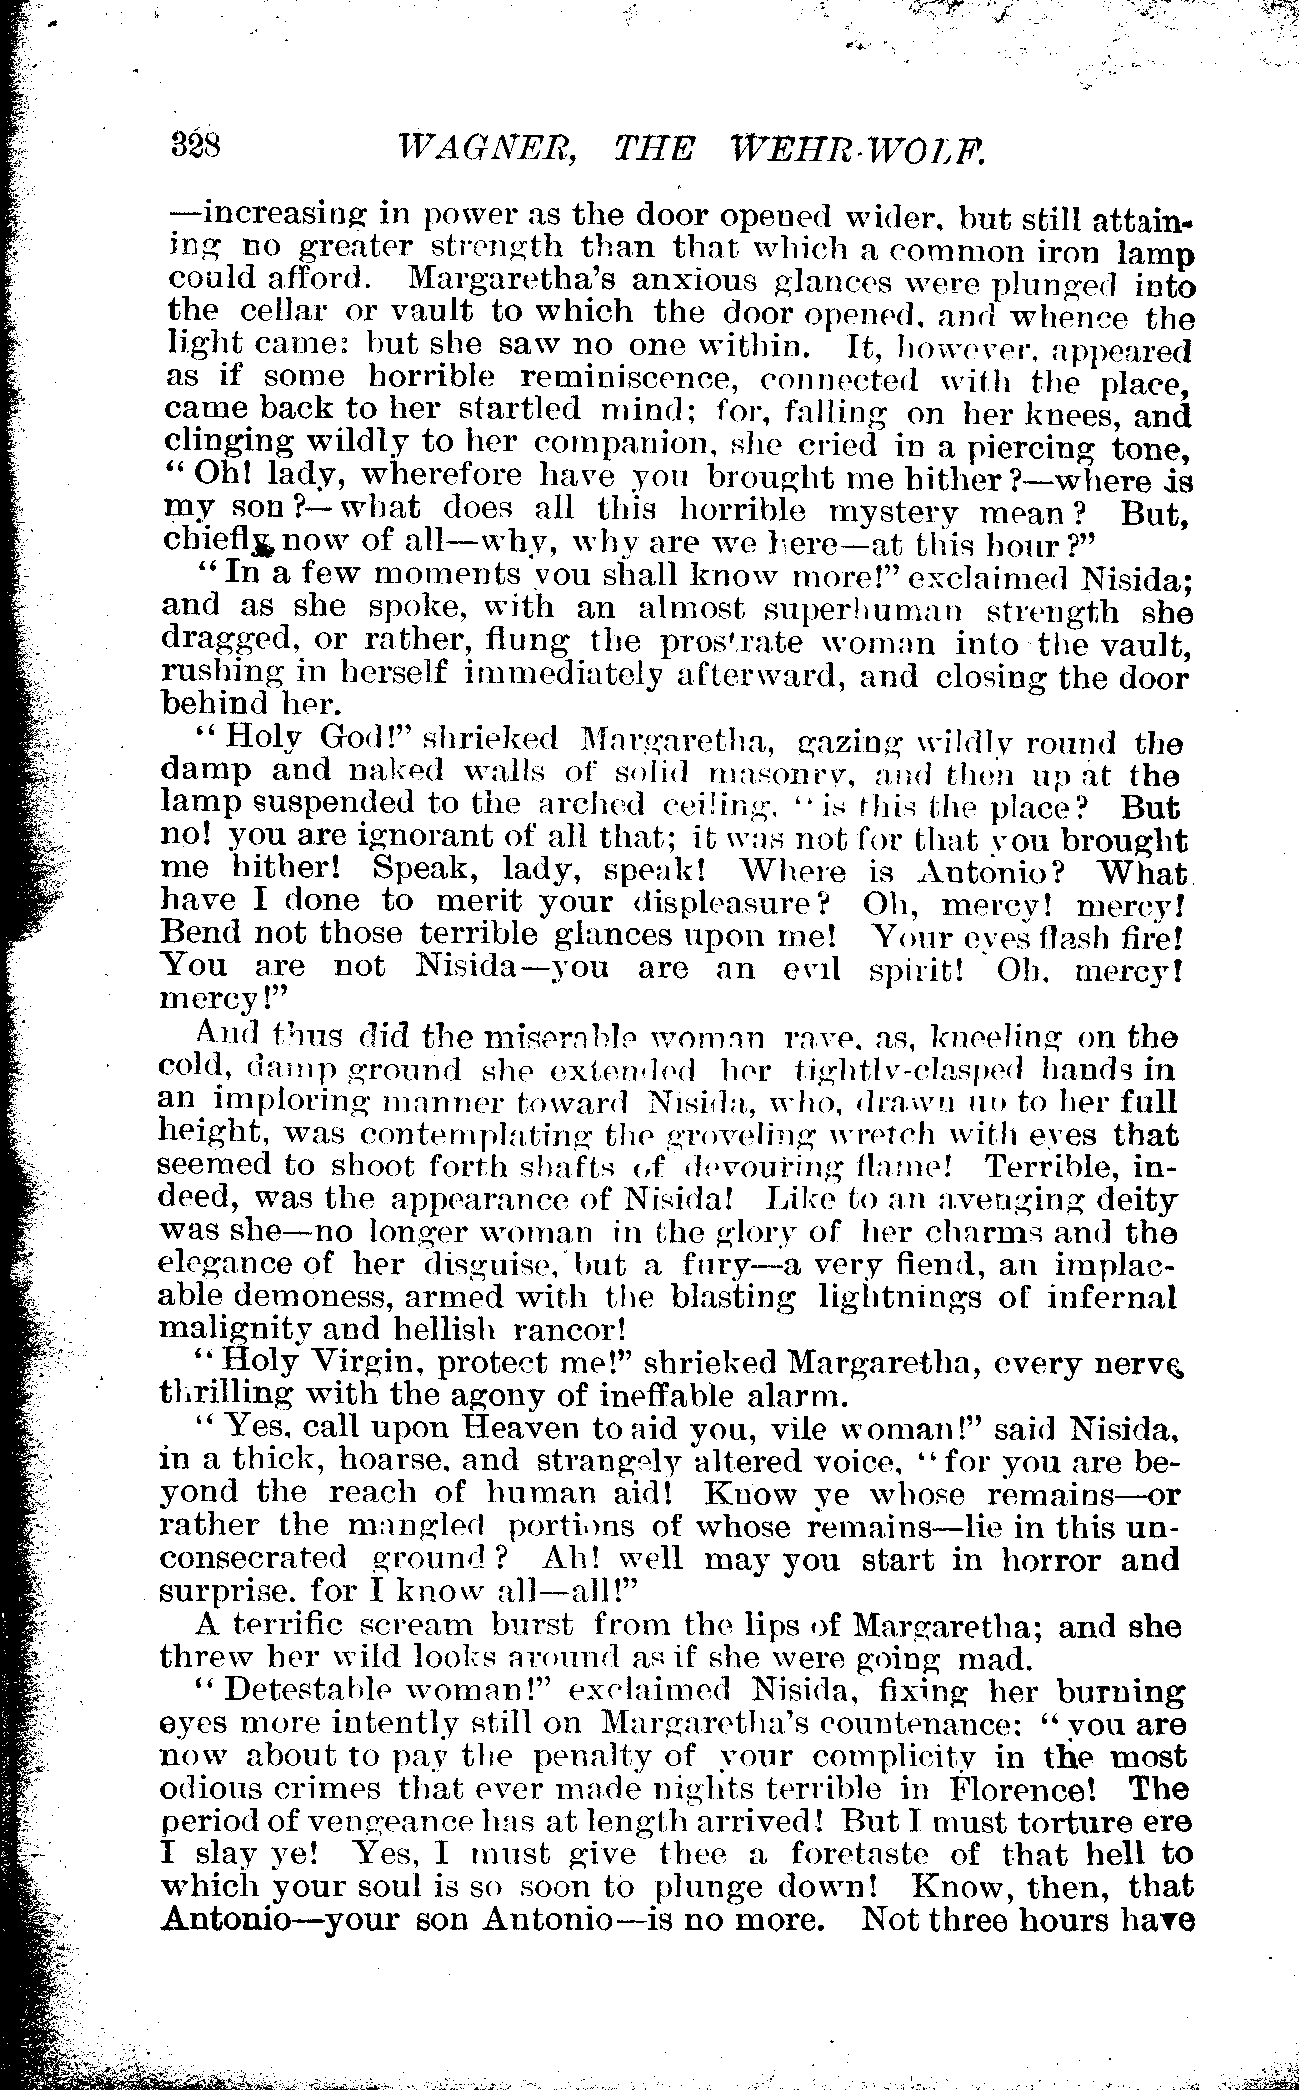 328 WAGNER, THE WEHR-WOLF.
—increasing in power as the door opened wider, but still attain-
ing no greater strength than that which a common iron lamp
could afford. Margaretha's anxious glances were plunged into
the cellar or vault to which the door opened, and whence the
light came: but she saw no one within. It, however, appeared
as if some horrible reminiscence, connected with the place,
came back to her startled mind; for, falling on her knees, and
clinging wildly to her companion, she cried in a piercing tone,
"Oh! lady, wherefore have you brought me hither?—where is
my son?—what does all this horrible mystery mean? But,
chiefly, now of all—why, why are we here—at this hour?"
"In a few moments you shall know more!" exclaimed Nisida;
and as she spoke, with an almost superhuman strength she
dragged, or rather, flung the prostrate woman into the vault,
rushing in herself immediately afterward, and closing the door
behind her.
"Holy God!" shrieked Margaretha, gazing wildly round the
damp and naked walls of solid masonry, and then up at the
lamp suspended to the arched ceiling, "is this the place? But
no! you are ignorant of all that; it was not for that you brought
me hither! Speak, lady, speak! Where is Antonio? What
have I done to merit your displeasure? Oh, mercy! mercy!
Bend not those terrible glances upon me! Your eyes flash fire!
You are not Nisida—you are an evil spirit! Oh, mercy!
mercy!"
And thus did the miserable woman rave, as, kneeling on the
cold, damp ground she extended her tightly-clasped hands in
an imploring manner toward Nisida, who, drawn up to her full
height, was contemplating the groveling wretch with eyes that
seemed to shoot forth shafts of devouring flame! Terrible, in-
deed, was the appearance of Nisida! Like to an avenging deity
was she—no longer woman in the glory of her charms and the
elegance of her disguise, but a fury—a very fiend, an implac-
able demoness, armed with the blasting lightnings of infernal
malignity and hellish rancor!
"Holy Virgin, protect me!" shrieked Margaretha, every nerve
thrilling with the agony of ineffable alarm.
"Yes, call upon Heaven to aid you, vile woman!" said Nisida,
in a thick, hoarse, and strangely altered voice, "for you are be-
yond the reach of human aid! Know ye whose remains—or
rather the mangled portions of whose remains—lie in this un-
consecrated ground? Ah! well may you start in horror and
surprise, for I know all—all!"
A terrific scream burst from the lips of Margaretha; and she
threw her wild looks around as if she were going mad.
"Detestable woman!" exclaimed Nisida, fixing her burning
eyes more intently still on Margaretha's countenance: "you are
now about to pay the penalty of your complicity in the most
odious crimes that ever made nights terrible in Florence! The
period of vengeance has at length arrived! But I must torture ere
I slay ye! Yes, I must give thee a foretaste of that hell to
which your soul is so soon to plunge down! Know, then, that
Antonio—your son Antonio—is no more. Not three hours have